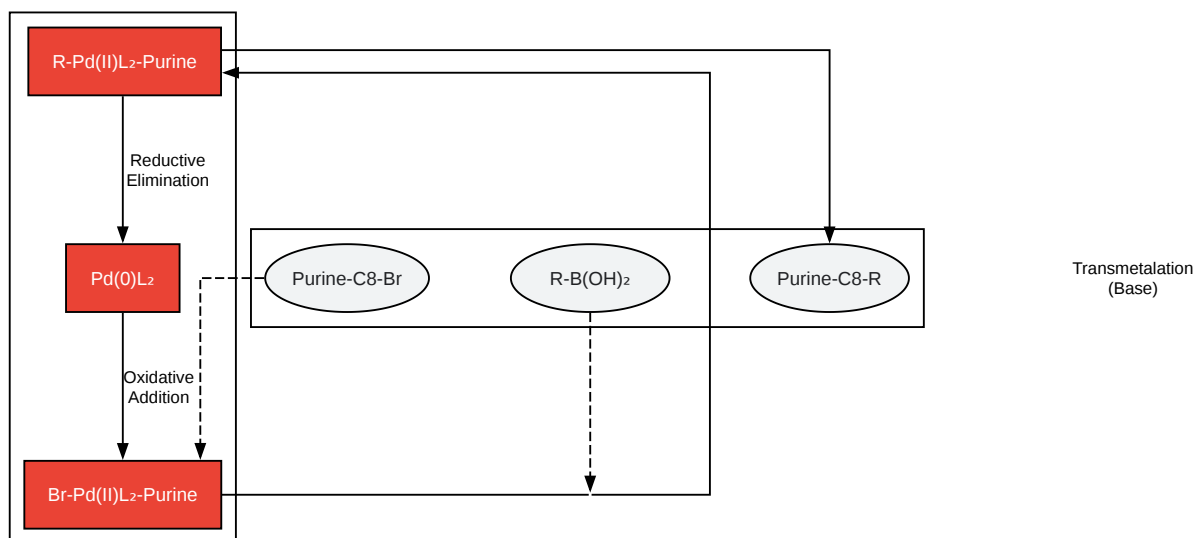 R-Pd(II)L₂-Purine
Reductive
Elimination
Pd(0)L₂
Purine-C8-Br
R-B(OH)₂
Purine-C8-R
Transmetalation
(Base)
Oxidative
Addition
Br-Pd(II)L₂-Purine